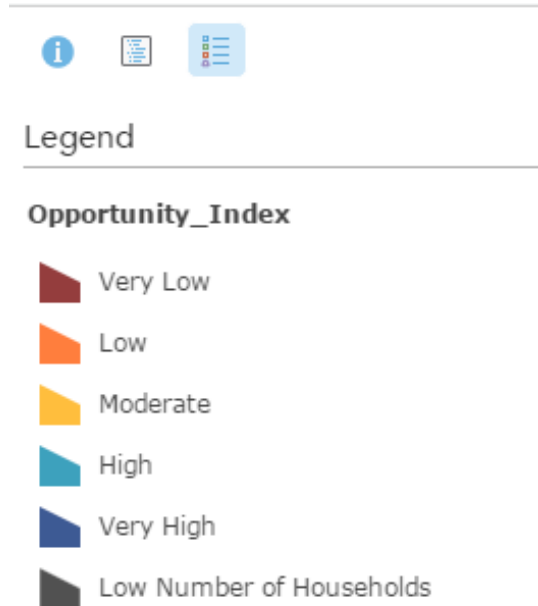 Legend
Opportunity_Index
Very Low
Low
Moderate
High
Very High
Low Number of Households